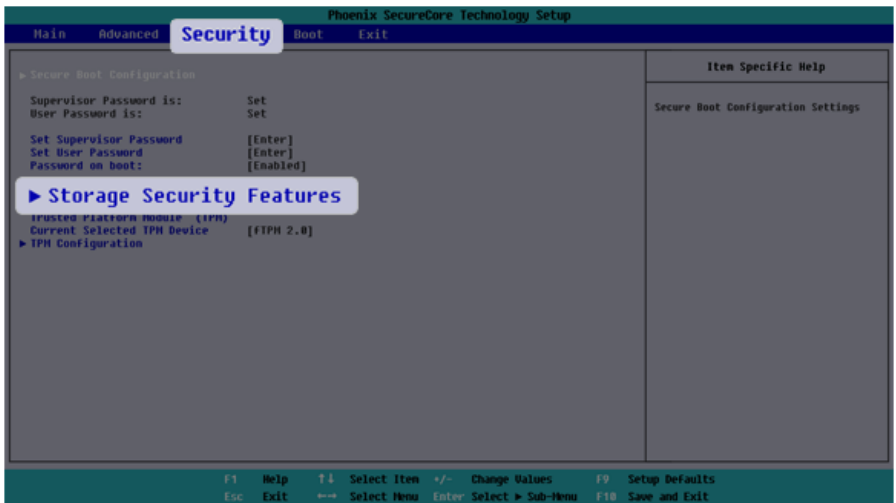 Phoenix SecureCore Technology Setup
Main Advanced Security Boot Exit
▶ Secure Boot Configuration
Supervisor Password is: Set
User Password is: Set
Set Supervisor Password [Enter]
Set User Password [Enter]
Password on boot: [Enabled]
▶ Storage Security Features
Trusted Platform Module (TPM)
Current Selected TPM Device [fTPM 2.0]
▶ TPM Configuration
Item Specific Help
Secure Boot Configuration Settings
F1 Help ↑↓ Select Item +/- Change Values F9 Setup Defaults
Esc Exit ←→ Select Menu Enter Select ▶ Sub-Menu F10 Save and Exit